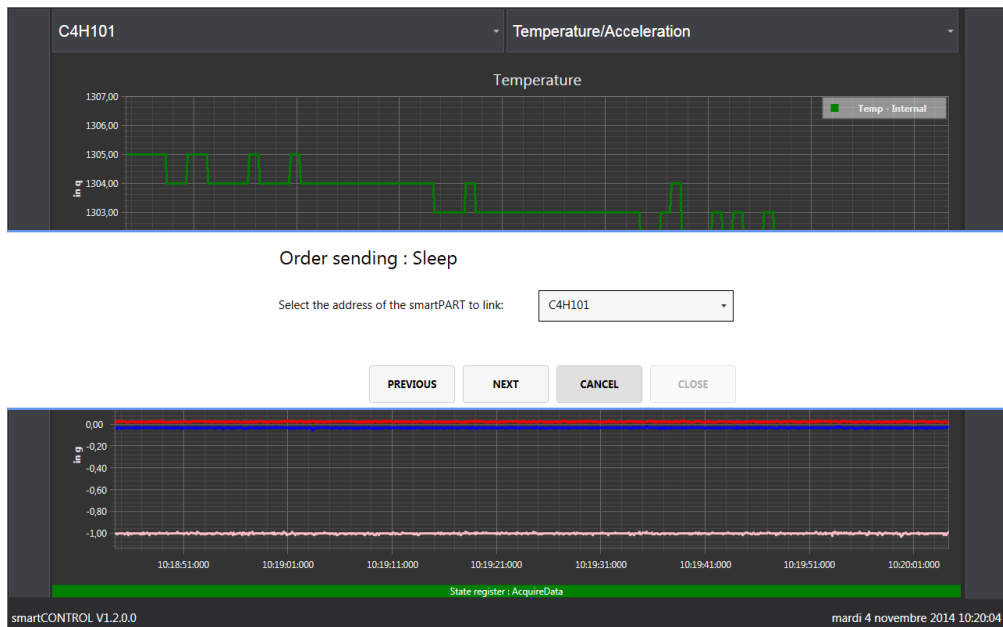 C4H101 Temperature/Acceleration
Temperature
1307,00
Temp - Internal
1306,00
1305,00
1304,00
in q
1303,00
Order sending : Sleep
Select the address of the smartPART to link: C4H101
PREVIOUS NEXT CANCEL CLOSE
0,00
-0,20
in g
-0,40
-0,60
-0,80
-1,00
10:18:51:000 10:19:01:000 10:19:11:000 10:19:21:000 10:19:31:000 10:19:41:000 10:19:51:000 10:20:01:000
State register : AcquireData
smartCONTROL V1.2.0.0 mardi 4 novembre 2014 10:20:04